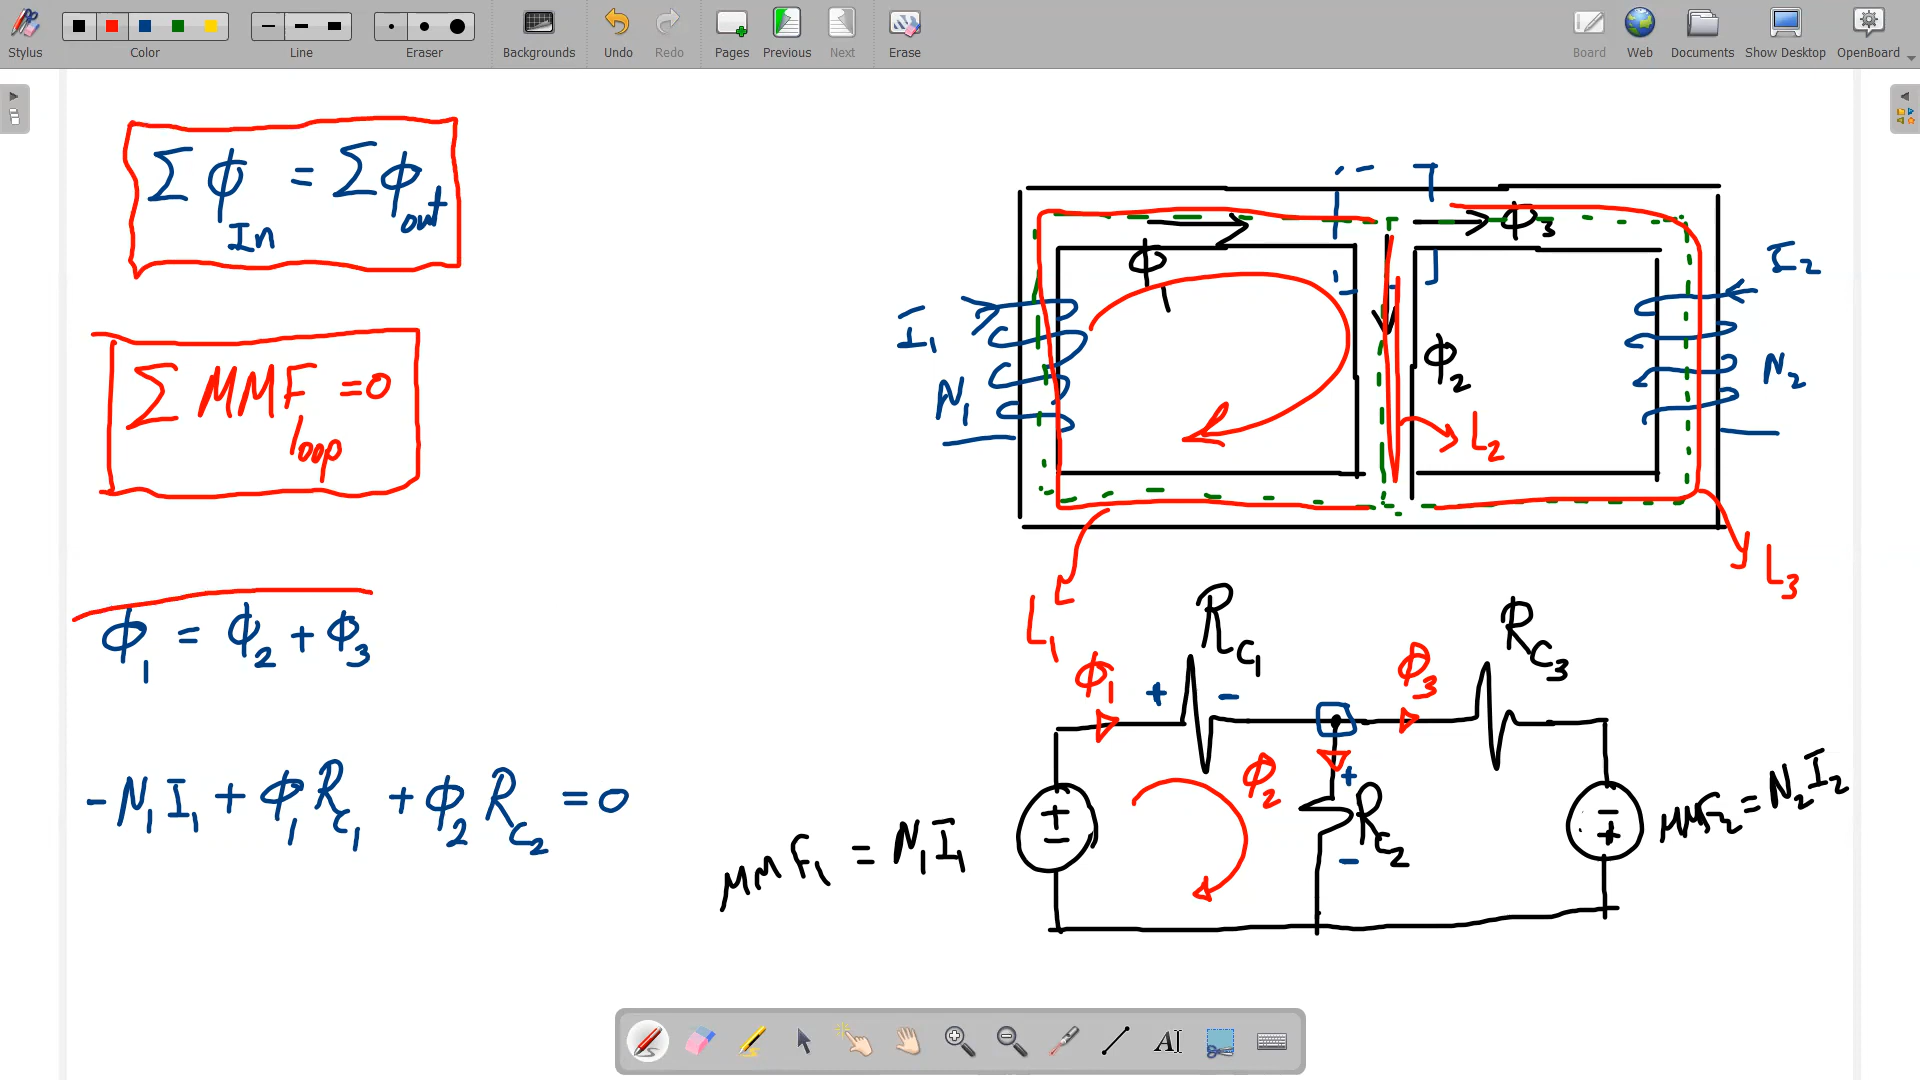 Stylus
Color
Line
Eraser
Backgrounds
Undo
Redo
Pages
Previous
Next
Erase
Board
Web
Documents
Show Desktop
OpenBoard
Σ ϕ_In = Σ ϕ_out
Σ MMF_loop = 0
ϕ_1 = ϕ_2 + ϕ_3
- N_1 I_1 + ϕ_1 R_C1 + ϕ_2 R_C2 = 0
ϕ_3
ϕ_1
I_2
I_1
ϕ_2
N_2
N_1
L_2
L_3
L_1
R_C1
R_C3
ϕ_1
+ -
ϕ_3
ϕ_2
+
R_C2
-
+
-
-
+
MMF_1 = N_1 I_1
MMF_2 = N_2 I_2